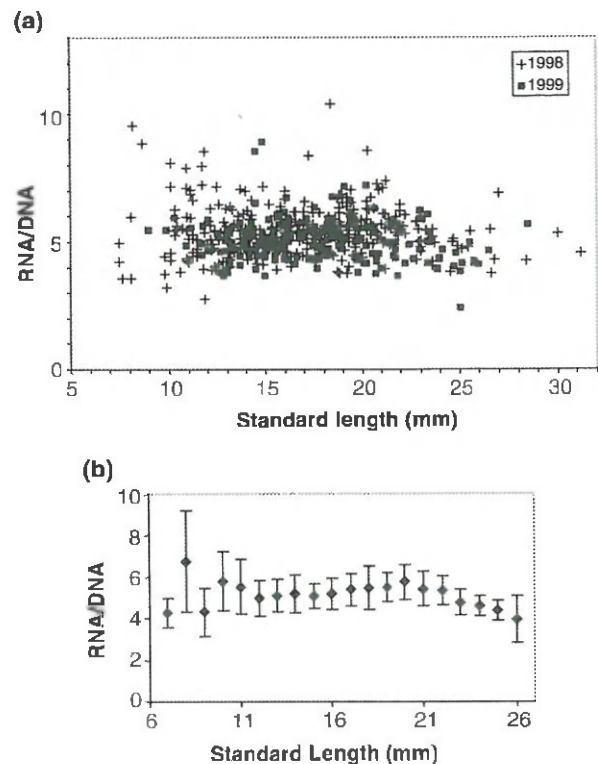 (a)
+ 1998
■ 1999
10
5
0
RNA/DNA
5 10 15 20 25 30
Standard length (mm)
(b)
10
8
6
4
2
0
RNA/DNA
6 11 16 21 26
Standard Length (mm)